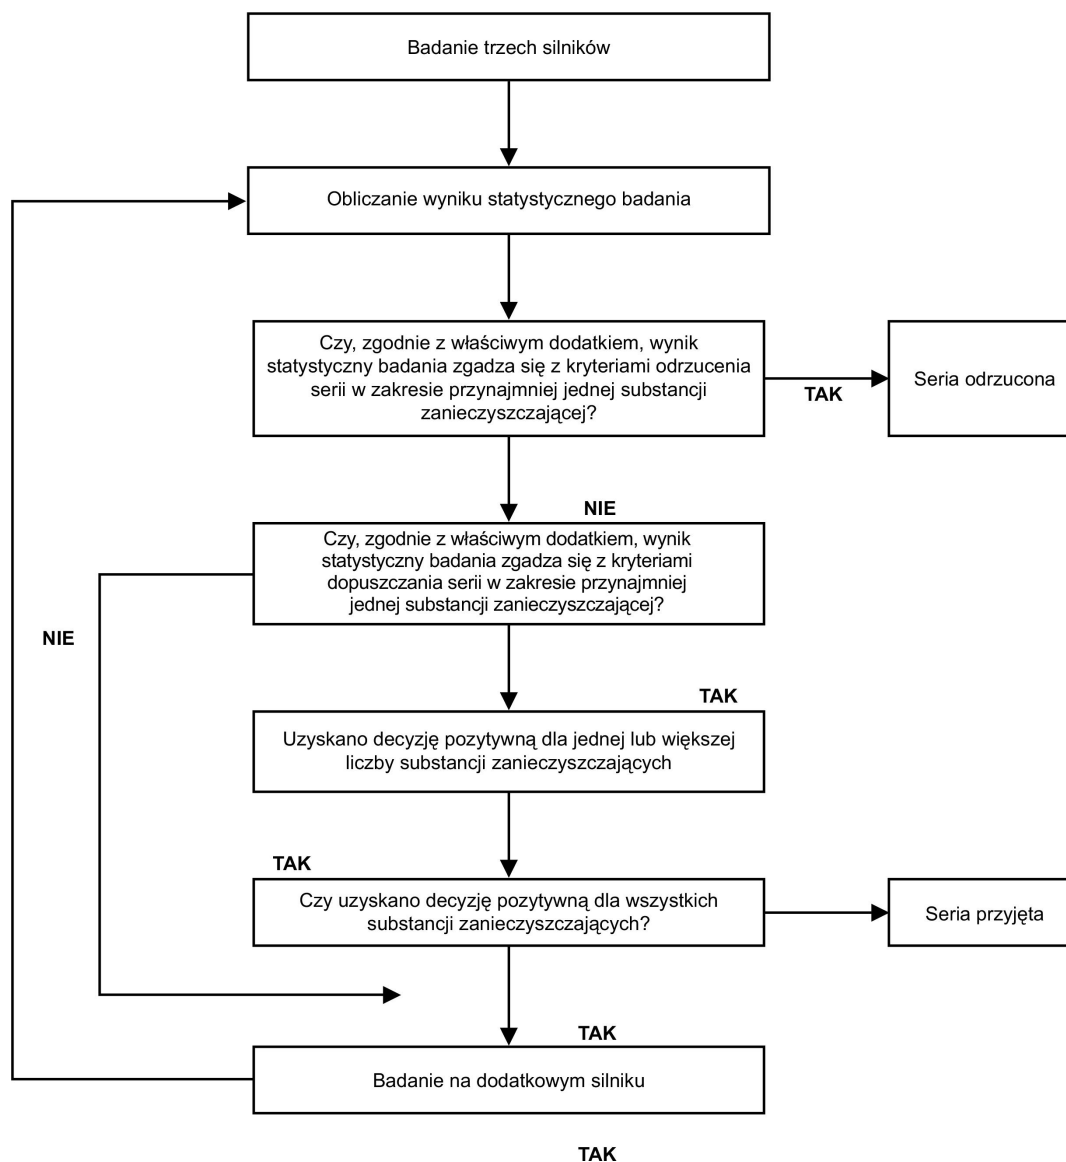 Badanie trzech silników
Obliczanie wyniku statystycznego badania
Czy, zgodnie z właściwym dodatkiem, wynik
statystyczny badania zgadza się z kryteriami odrzucenia
serii w zakresie przynajmniej jednej substancji
zanieczyszczającej?
TAK
Seria odrzucona
NIE
Czy, zgodnie z właściwym dodatkiem, wynik
statystyczny badania zgadza się z kryteriami
dopuszczania serii w zakresie przynajmniej
jednej substancji zanieczyszczającej?
NIE
TAK
Uzyskano decyzję pozytywną dla jednej lub większej
liczby substancji zanieczyszczających
TAK
Czy uzyskano decyzję pozytywną dla wszystkich
substancji zanieczyszczających?
Seria przyjęta
TAK
Badanie na dodatkowym silniku
TAK